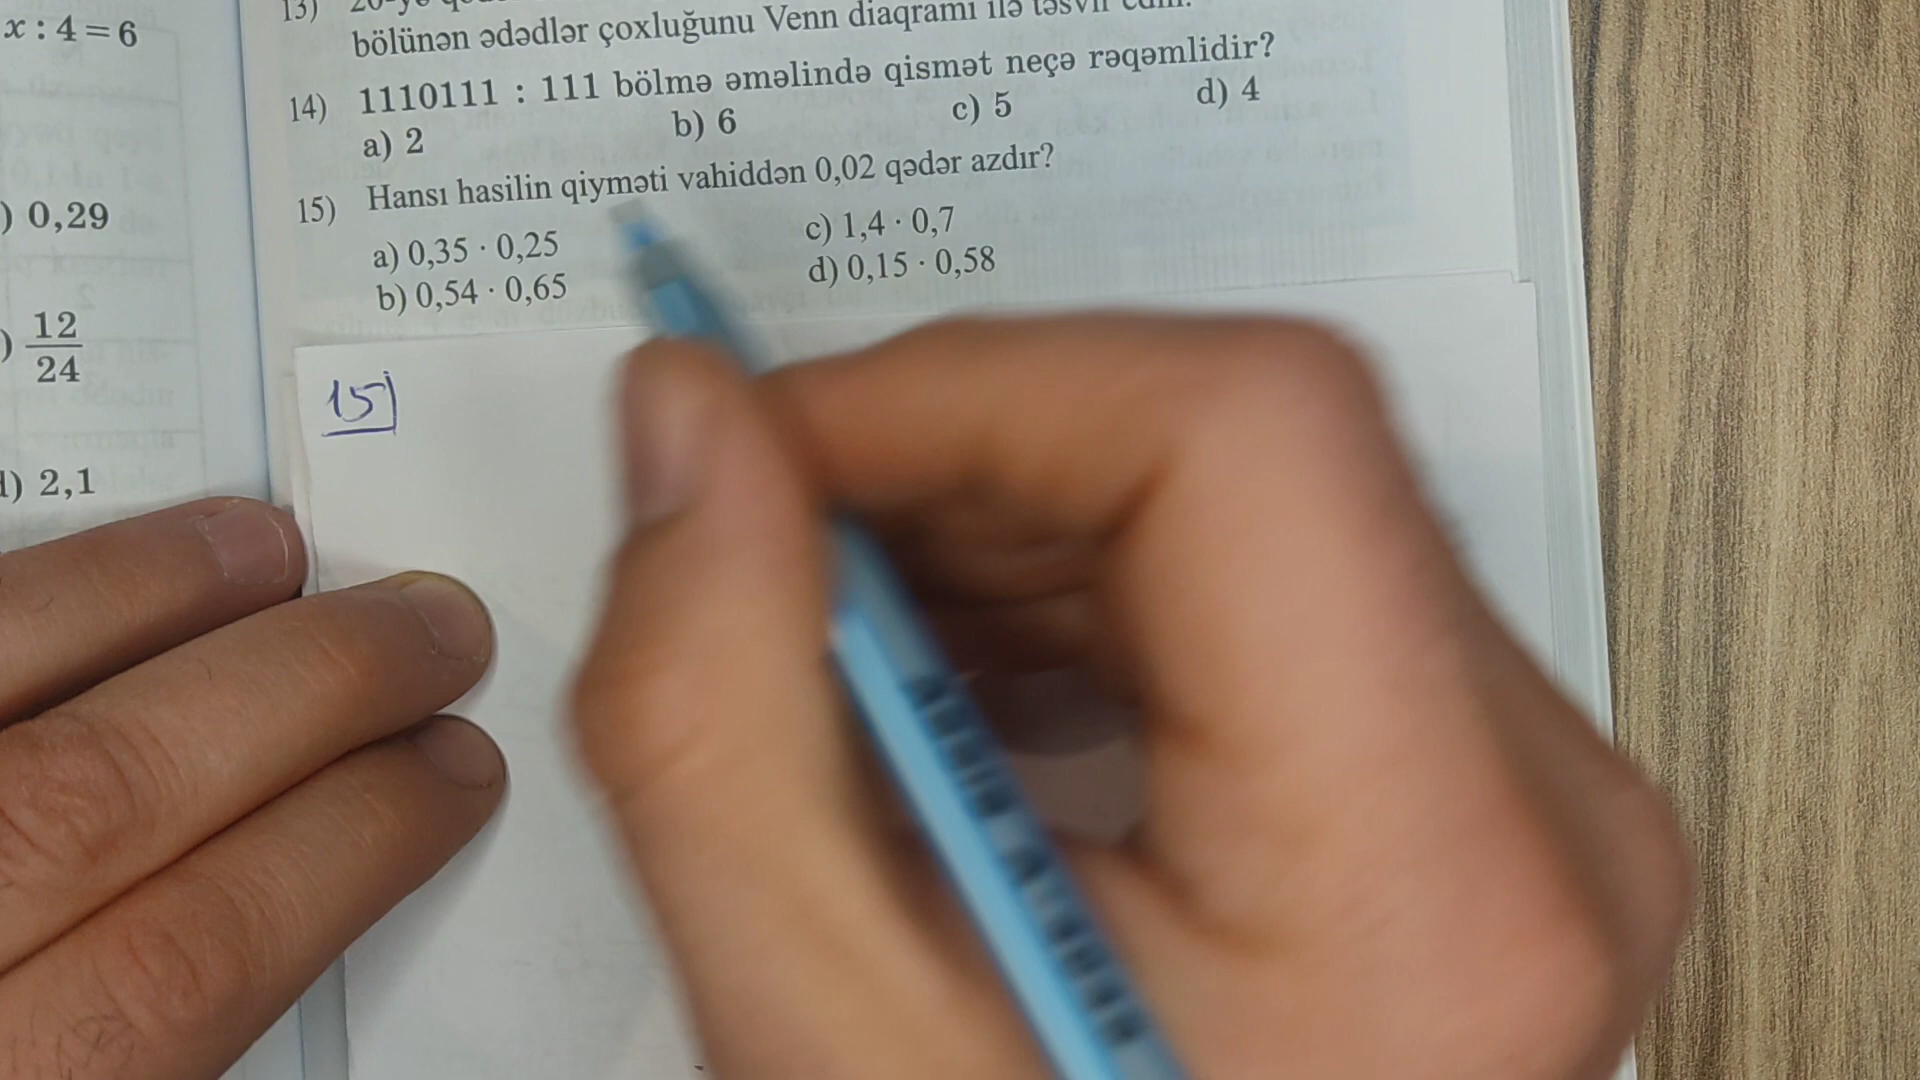 x : 4 = 6
) 0,29
) 12/24
d) 2,1
13)
bölünən ədədlər çoxluğunu Venn diaqramı ilə təsvir edin.
14) 1110111 : 111 bölmə əməlində qismət neçə rəqəmlidir?
a) 2 b) 6 c) 5 d) 4
15) Hansı hasilin qiyməti vahiddən 0,02 qədər azdır?
a) 0,35 · 0,25 c) 1,4 · 0,7
b) 0,54 · 0,65 d) 0,15 · 0,58
15)